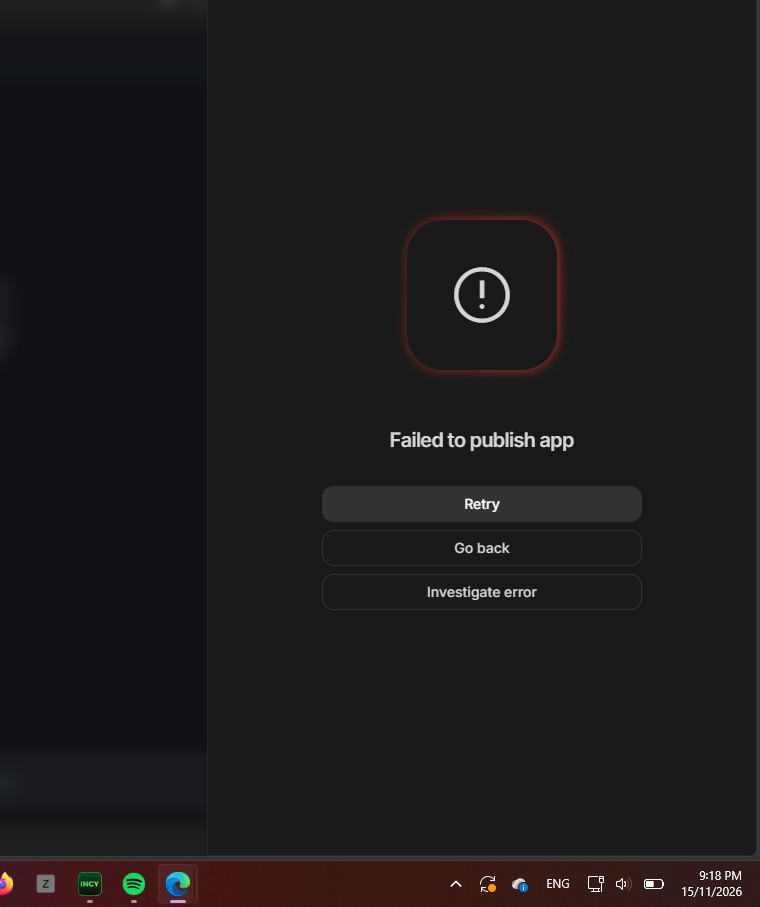 Failed to publish app
Retry
Go back
Investigate error
Z
INCY
ENG
9:18 PM
15/11/2026